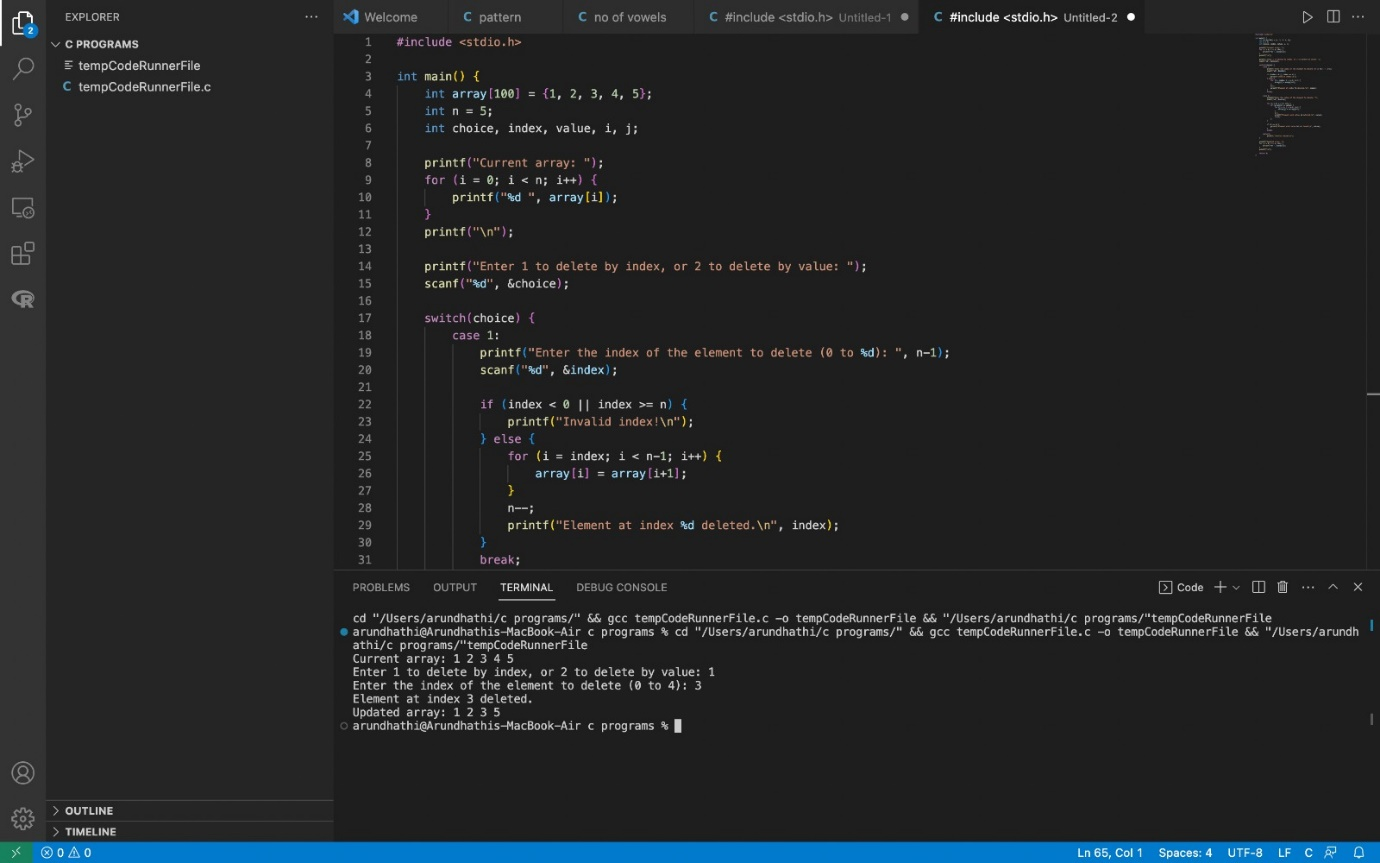 EXPLORER
2
C PROGRAMS
tempCodeRunnerFile
C tempCodeRunnerFile.c
OUTLINE
TIMELINE
Welcome
C pattern
C no of vowels
C #include <stdio.h> Untitled-1
C #include <stdio.h> Untitled-2
1 #include <stdio.h>
2
3 int main() {
4 int array[100] = {1, 2, 3, 4, 5};
5 int n = 5;
6 int choice, index, value, i, j;
7
8 printf("Current array: ");
9 for (i = 0; i < n; i++) {
10 printf("%d ", array[i]);
11 }
12 printf("\n");
13
14 printf("Enter 1 to delete by index, or 2 to delete by value: ");
15 scanf("%d", &choice);
16
17 switch(choice) {
18 case 1:
19 printf("Enter the index of the element to delete (0 to %d): ", n-1);
20 scanf("%d", &index);
21
22 if (index < 0 || index >= n) {
23 printf("Invalid index!\n");
24 } else {
25 for (i = index; i < n-1; i++) {
26 array[i] = array[i+1];
27 }
28 n--;
29 printf("Element at index %d deleted.\n", index);
30 }
31 break;
PROBLEMS OUTPUT TERMINAL DEBUG CONSOLE
Code
cd "/Users/arundhathi/c programs/" && gcc tempCodeRunnerFile.c -o tempCodeRunnerFile && "/Users/arundhathi/c programs/"tempCodeRunnerFile
arundhathi@Arundhathis-MacBook-Air c programs % cd "/Users/arundhathi/c programs/" && gcc tempCodeRunnerFile.c -o tempCodeRunnerFile && "/Users/arundh
athi/c programs/"tempCodeRunnerFile
Current array: 1 2 3 4 5
Enter 1 to delete by index, or 2 to delete by value: 1
Enter the index of the element to delete (0 to 4): 3
Element at index 3 deleted.
Updated array: 1 2 3 5
arundhathi@Arundhathis-MacBook-Air c programs %
0 0
Ln 65, Col 1 Spaces: 4 UTF-8 LF C